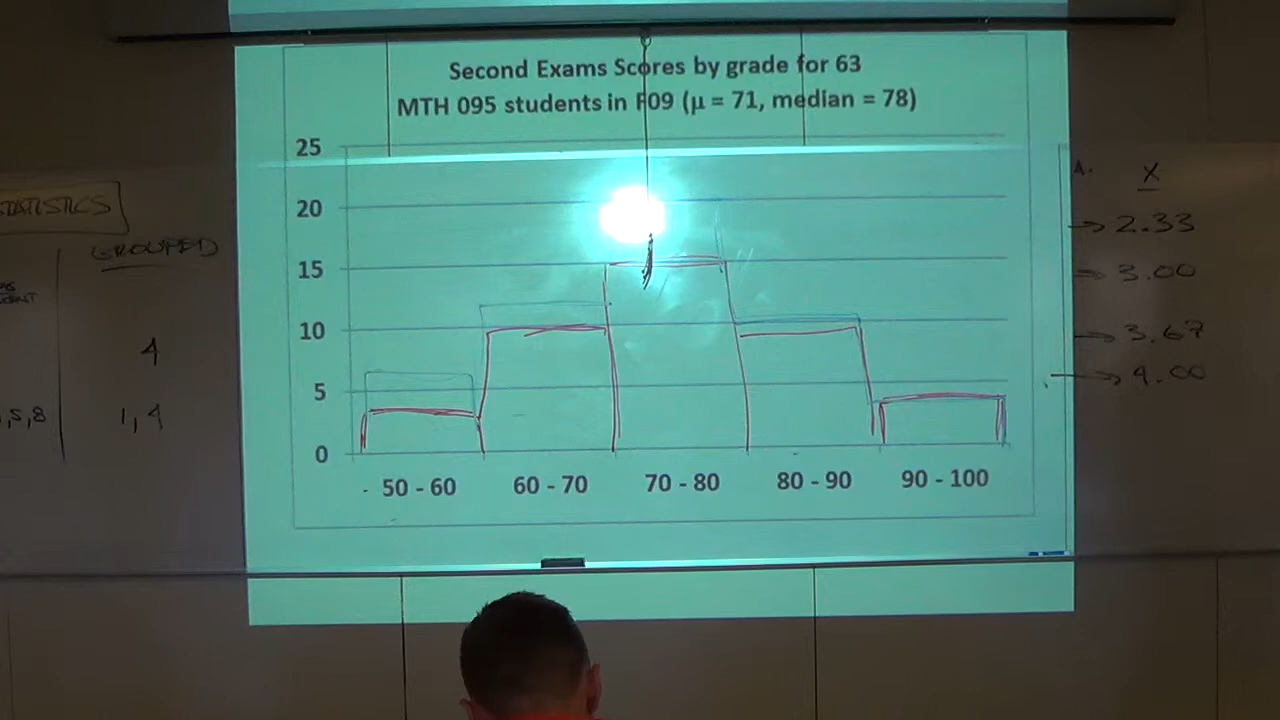 Second Exams Scores by grade for 63
MTH 095 students in F09 (μ = 71, median = 78)
25
20
15
10
5
0
50 - 60 60 - 70 70 - 80 80 - 90 90 - 100
STATISTICS
GROUPED
4
,5,8 1,4
A. X
→ 2.33
→ 3.00
→ 3.67
→ 4.00